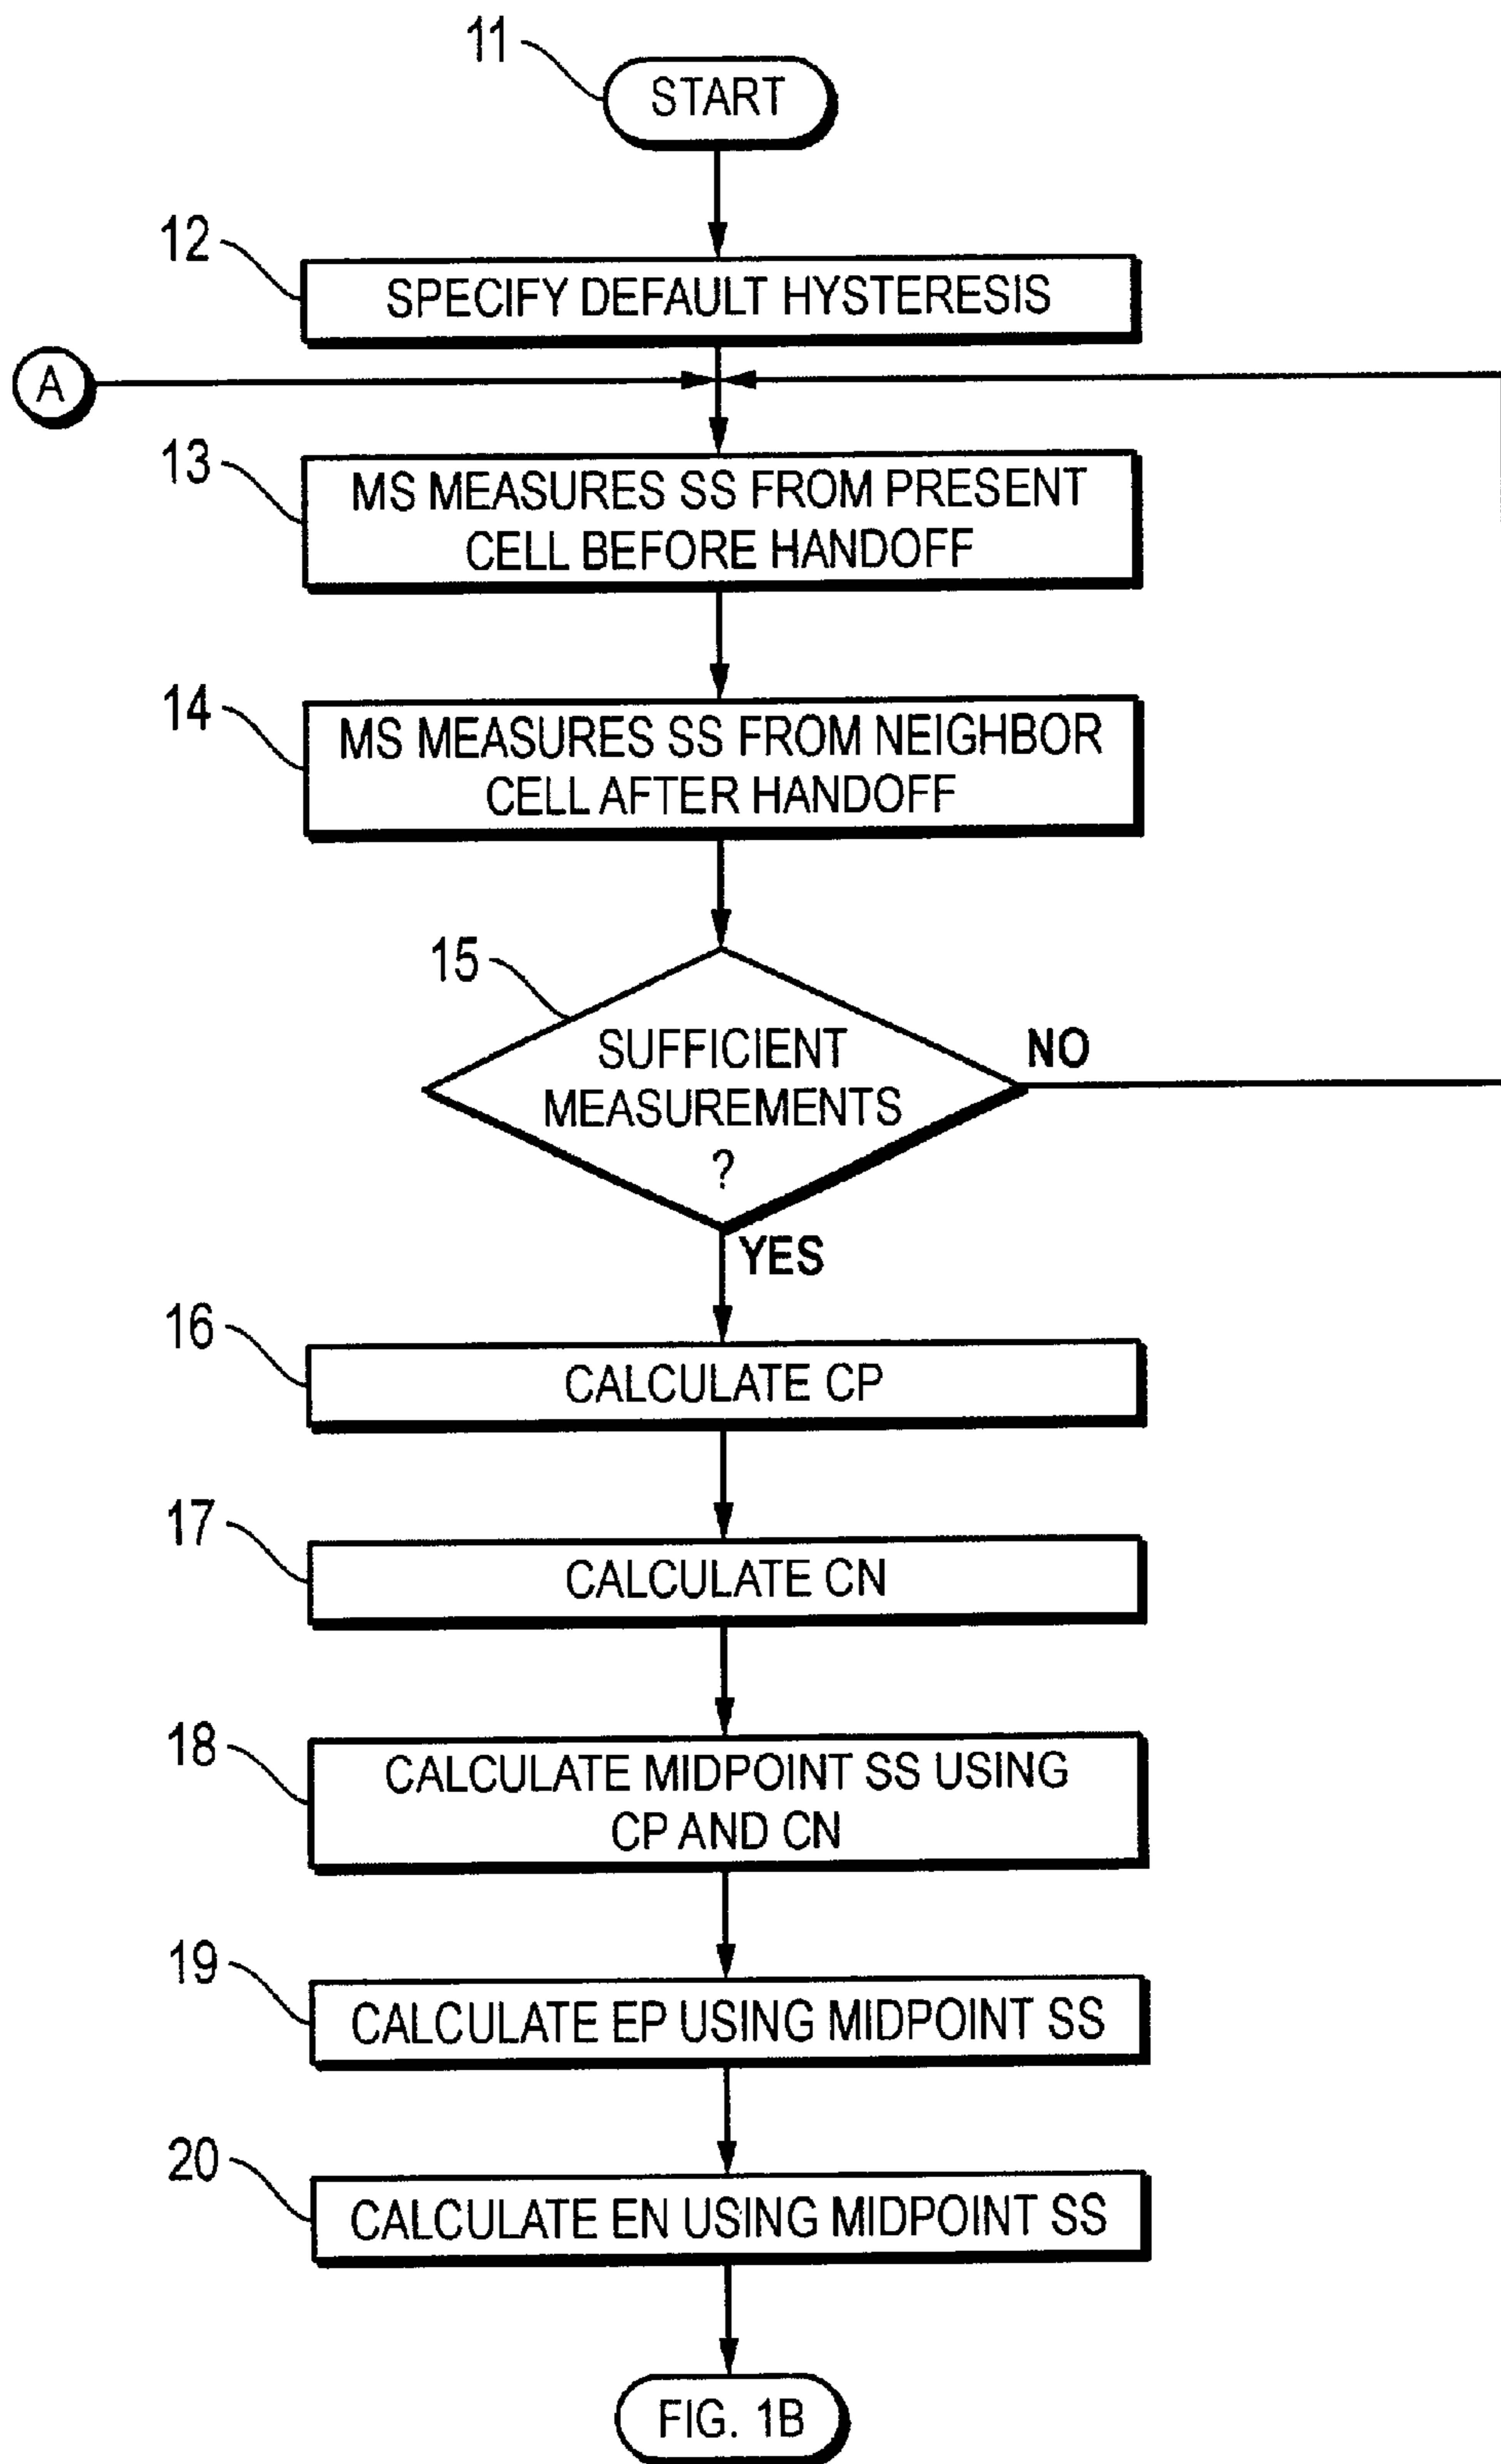 11
START
12
SPECIFY DEFAULT HYSTERESIS
A
13
MS MEASURES SS FROM PRESENT
CELL BEFORE HANDOFF
14
MS MEASURES SS FROM NEIGHBOR
CELL AFTER HANDOFF
15
SUFFICIENT
MEASUREMENTS
?
NO
YES
16
CALCULATE CP
17
CALCULATE CN
18
CALCULATE MIDPOINT SS USING
CP AND CN
19
CALCULATE EP USING MIDPOINT SS
20
CALCULATE EN USING MIDPOINT SS
FIG. 1B